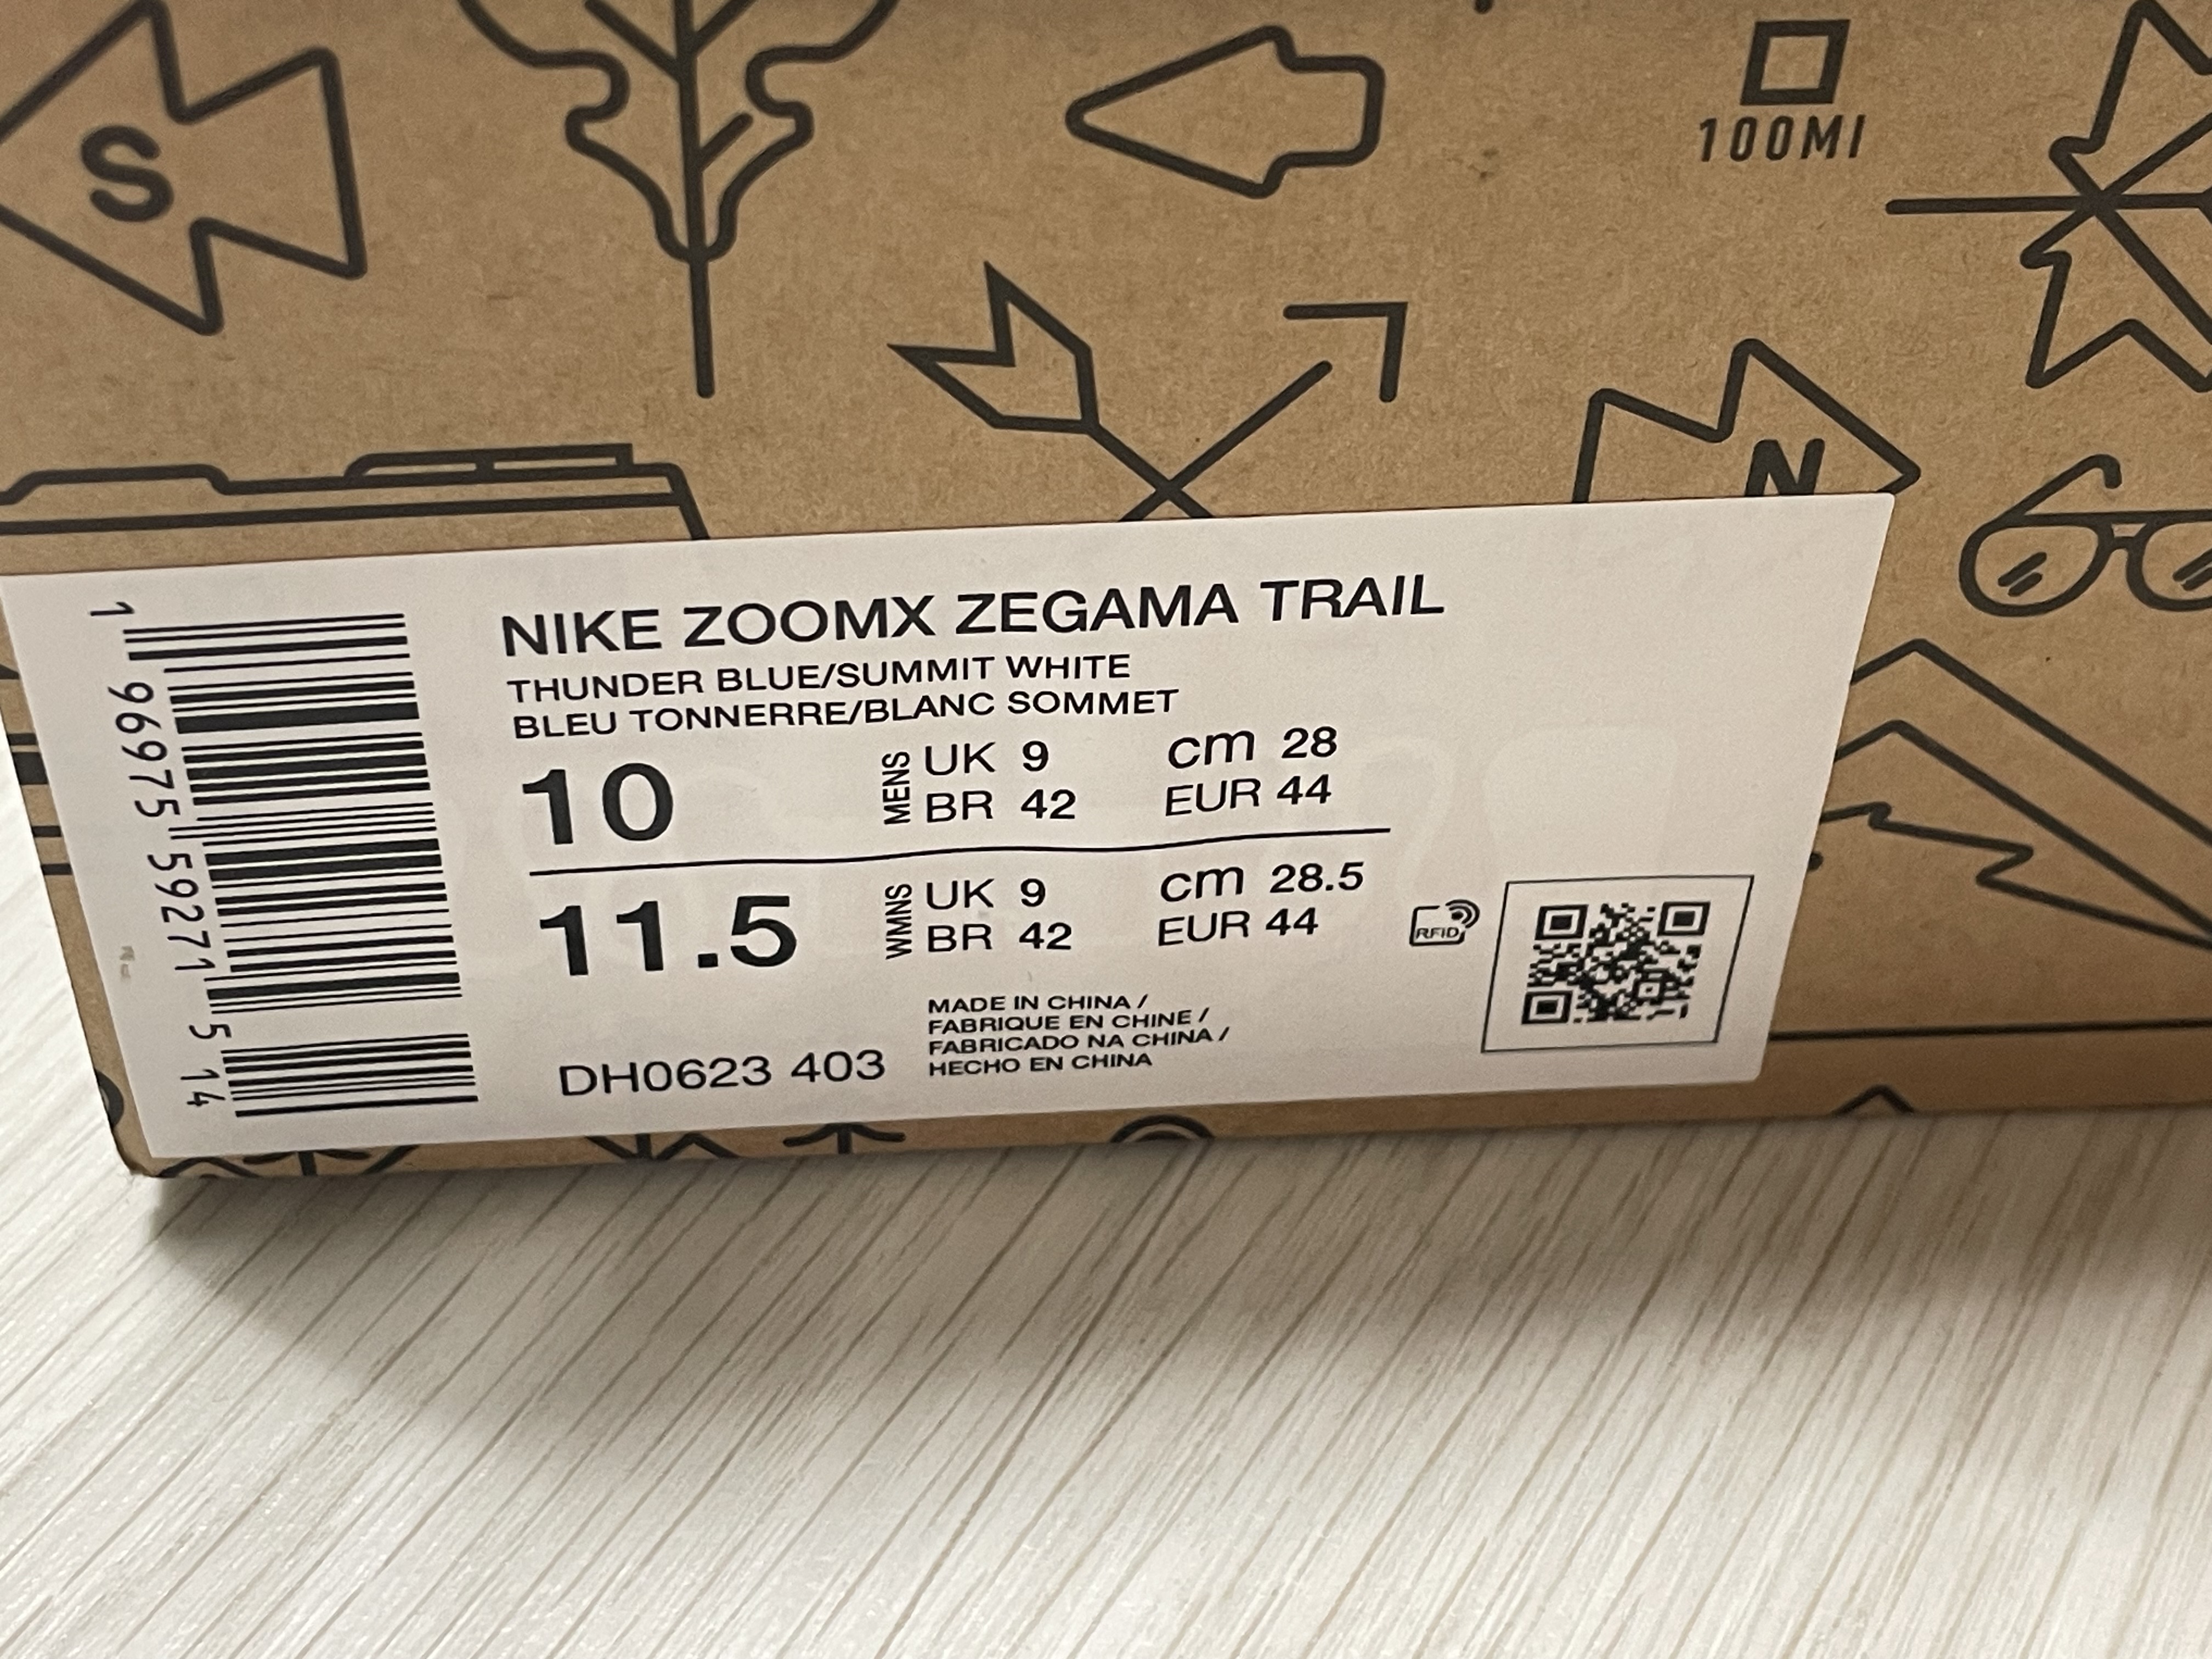 S
100MI
N
NIKE ZOOMX ZEGAMA TRAIL
THUNDER BLUE/SUMMIT WHITE
BLEU TONNERRE/BLANC SOMMET
10 MENS UK 9 cm 28
BR 42 EUR 44
11.5 WMNS UK 9 cm 28.5
BR 42 EUR 44
RFID
MADE IN CHINA /
FABRIQUE EN CHINE /
FABRICADO NA CHINA /
HECHO EN CHINA
DH0623 403
1 96975 59271 5 14